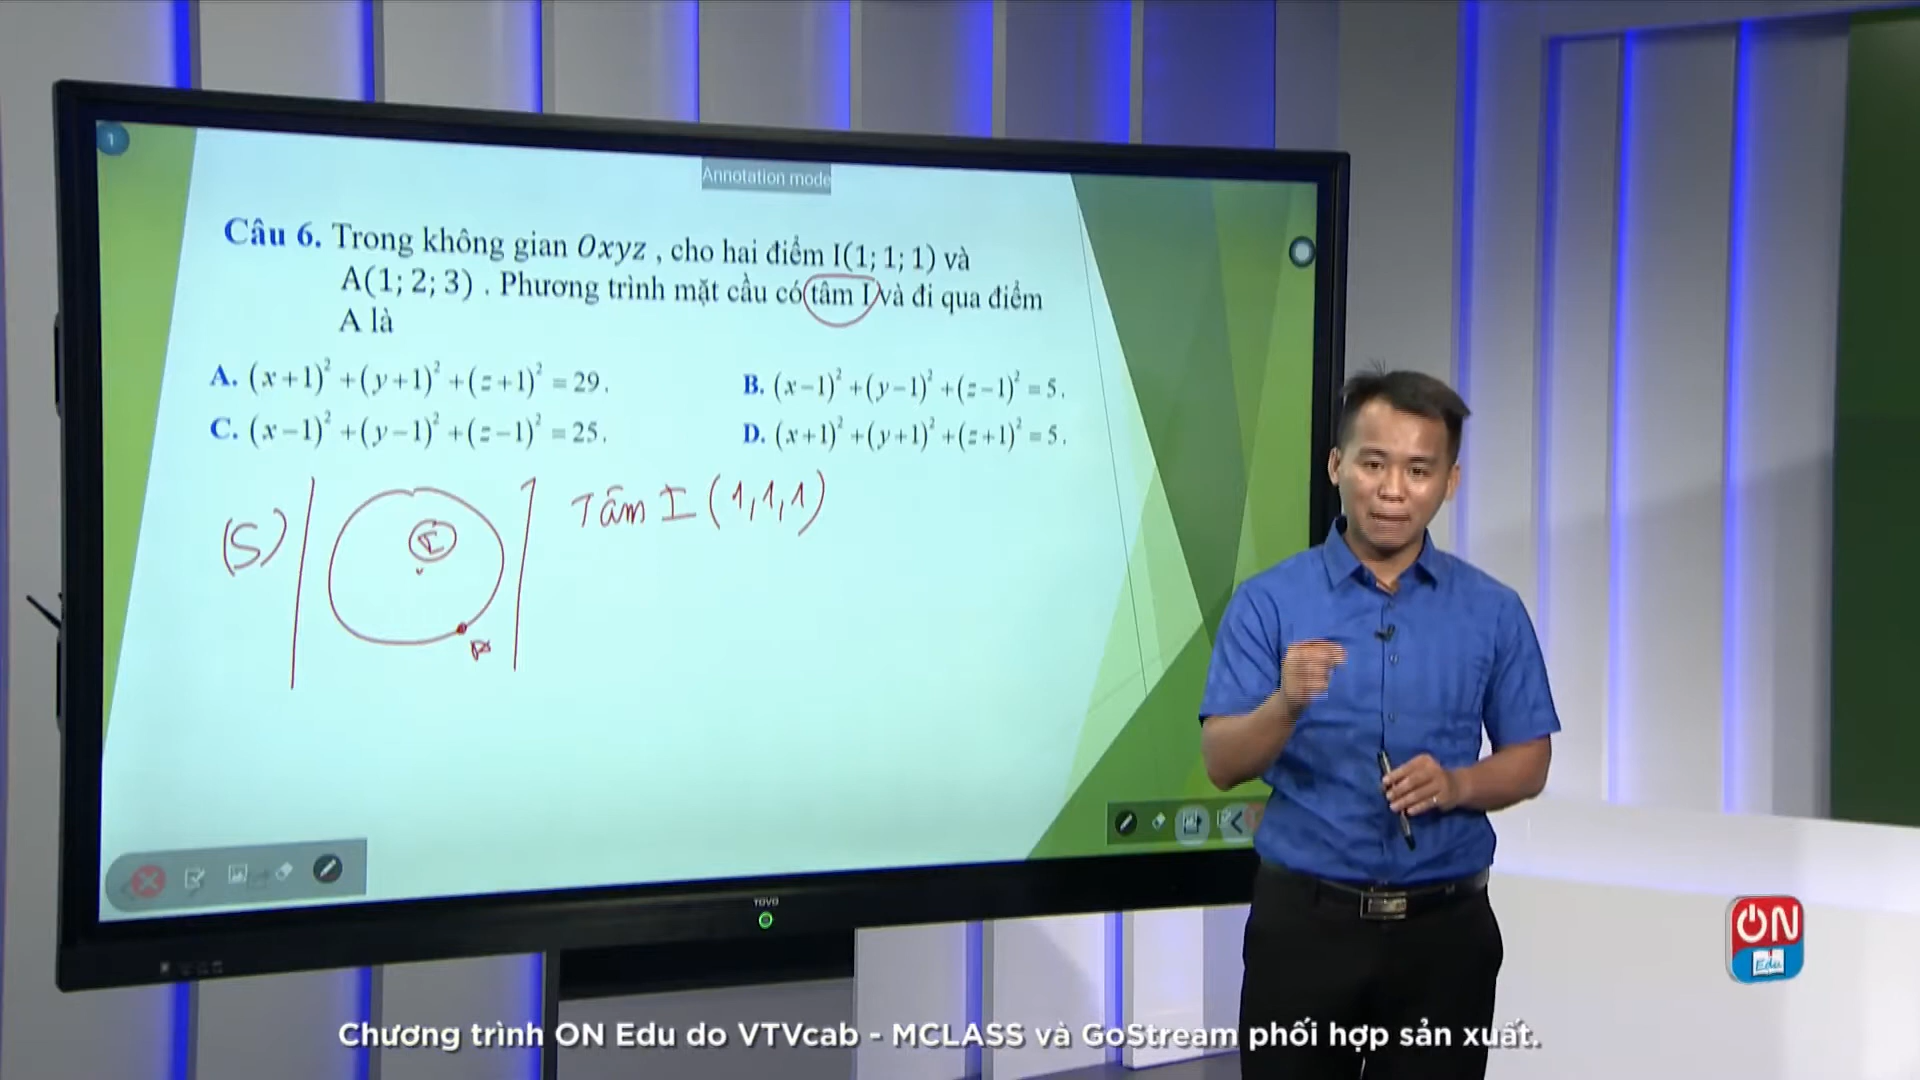 1
Annotation mode
Câu 6. Trong không gian Oxyz , cho hai điểm I(1; 1; 1) và
A(1; 2; 3) . Phương trình mặt cầu có tâm I và đi qua điểm
A là
A. (x+1)² +(y+1)² +(z+1)² = 29.
B. (x−1)² +(y−1)² +(z−1)² = 5.
C. (x−1)² +(y−1)² +(z−1)² = 25.
D. (x+1)² +(y+1)² +(z+1)² = 5.
(S)
I
A
Tâm I (1,1,1)
TOVO
ON
Edu
Chương trình ON Edu do VTVcab - MCLASS và GoStream phối hợp sản xuất.